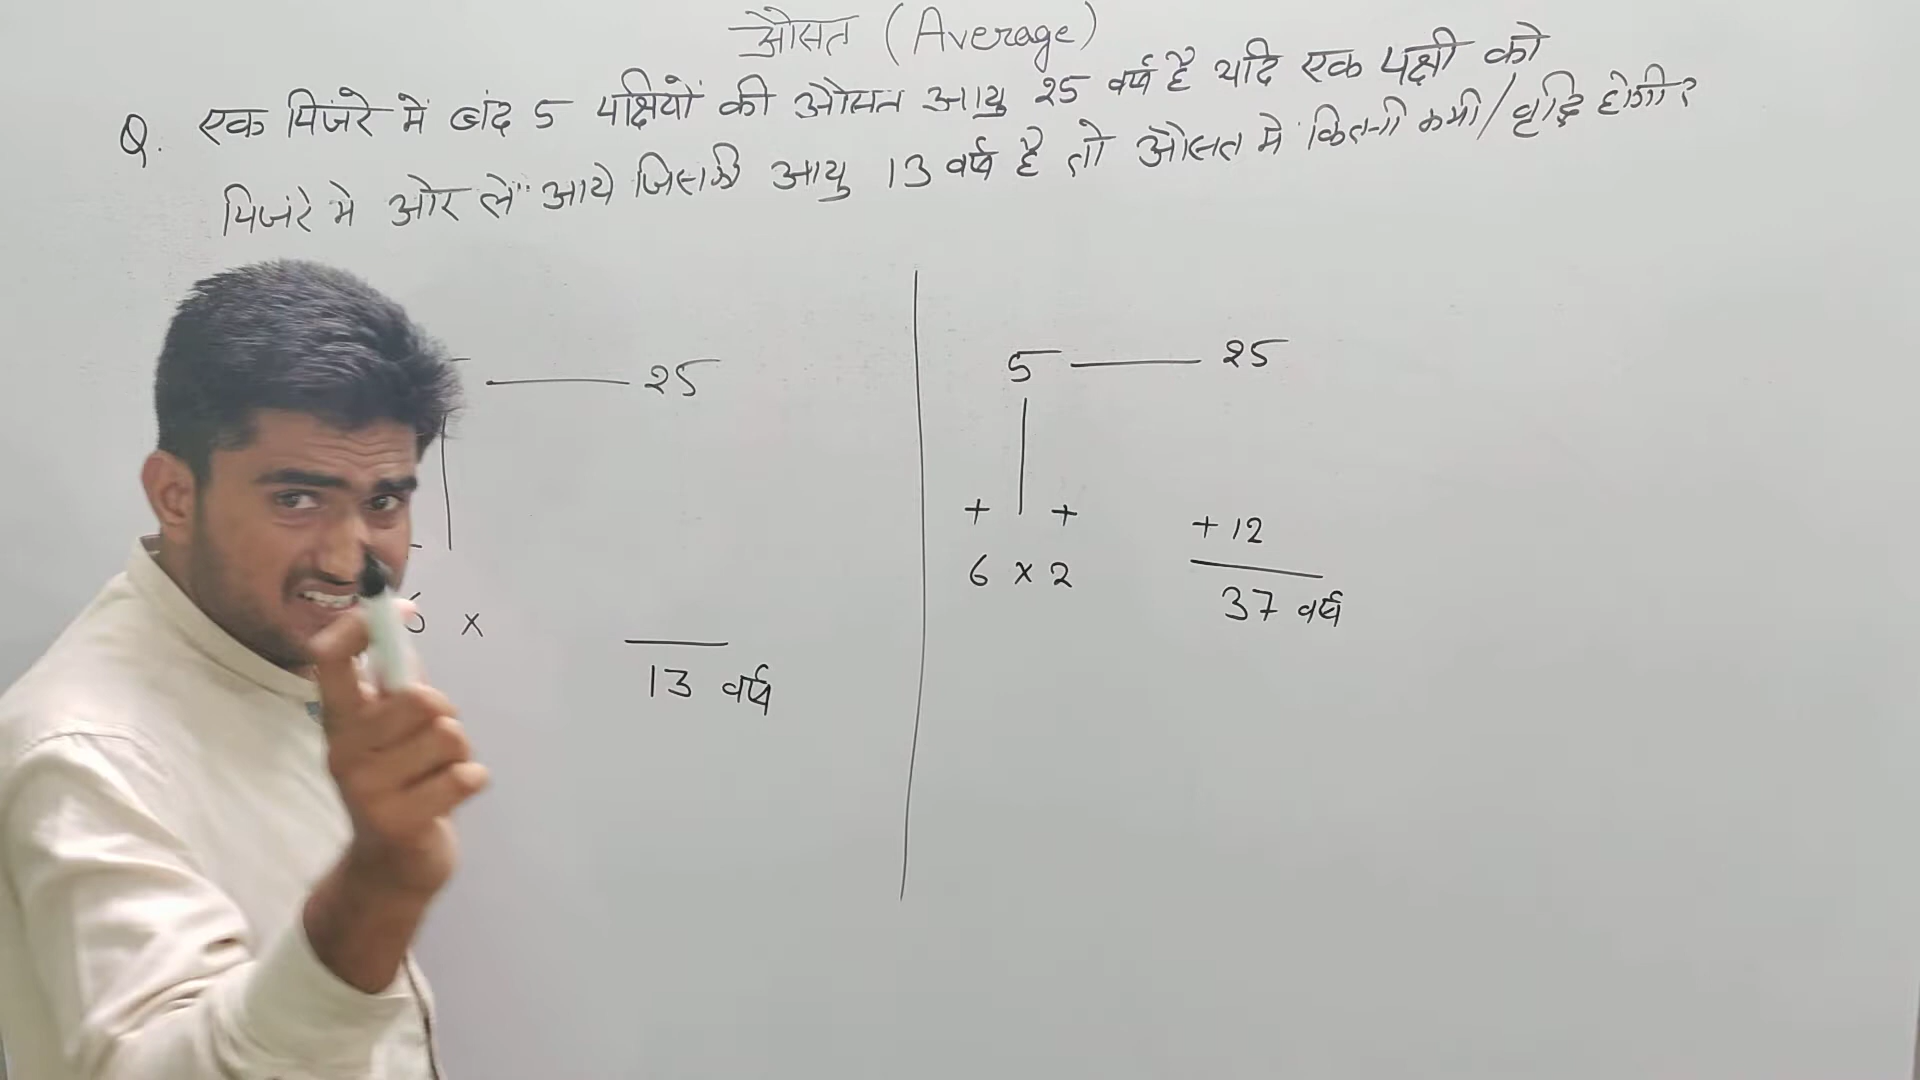 औसत (Average)
Q. एक पिंजरे में बंद 5 पक्षियों की औसत आयु 25 वर्ष है यदि एक पक्षी को
पिजंरे मे ओर ले आये जिसकी आयु 13 वर्ष है तो औसत मे कितनी कमी/वृद्धि होगी?
25
5 25
+ + + 12
6 x 2
37 वर्ष
6 x
13 वर्ष